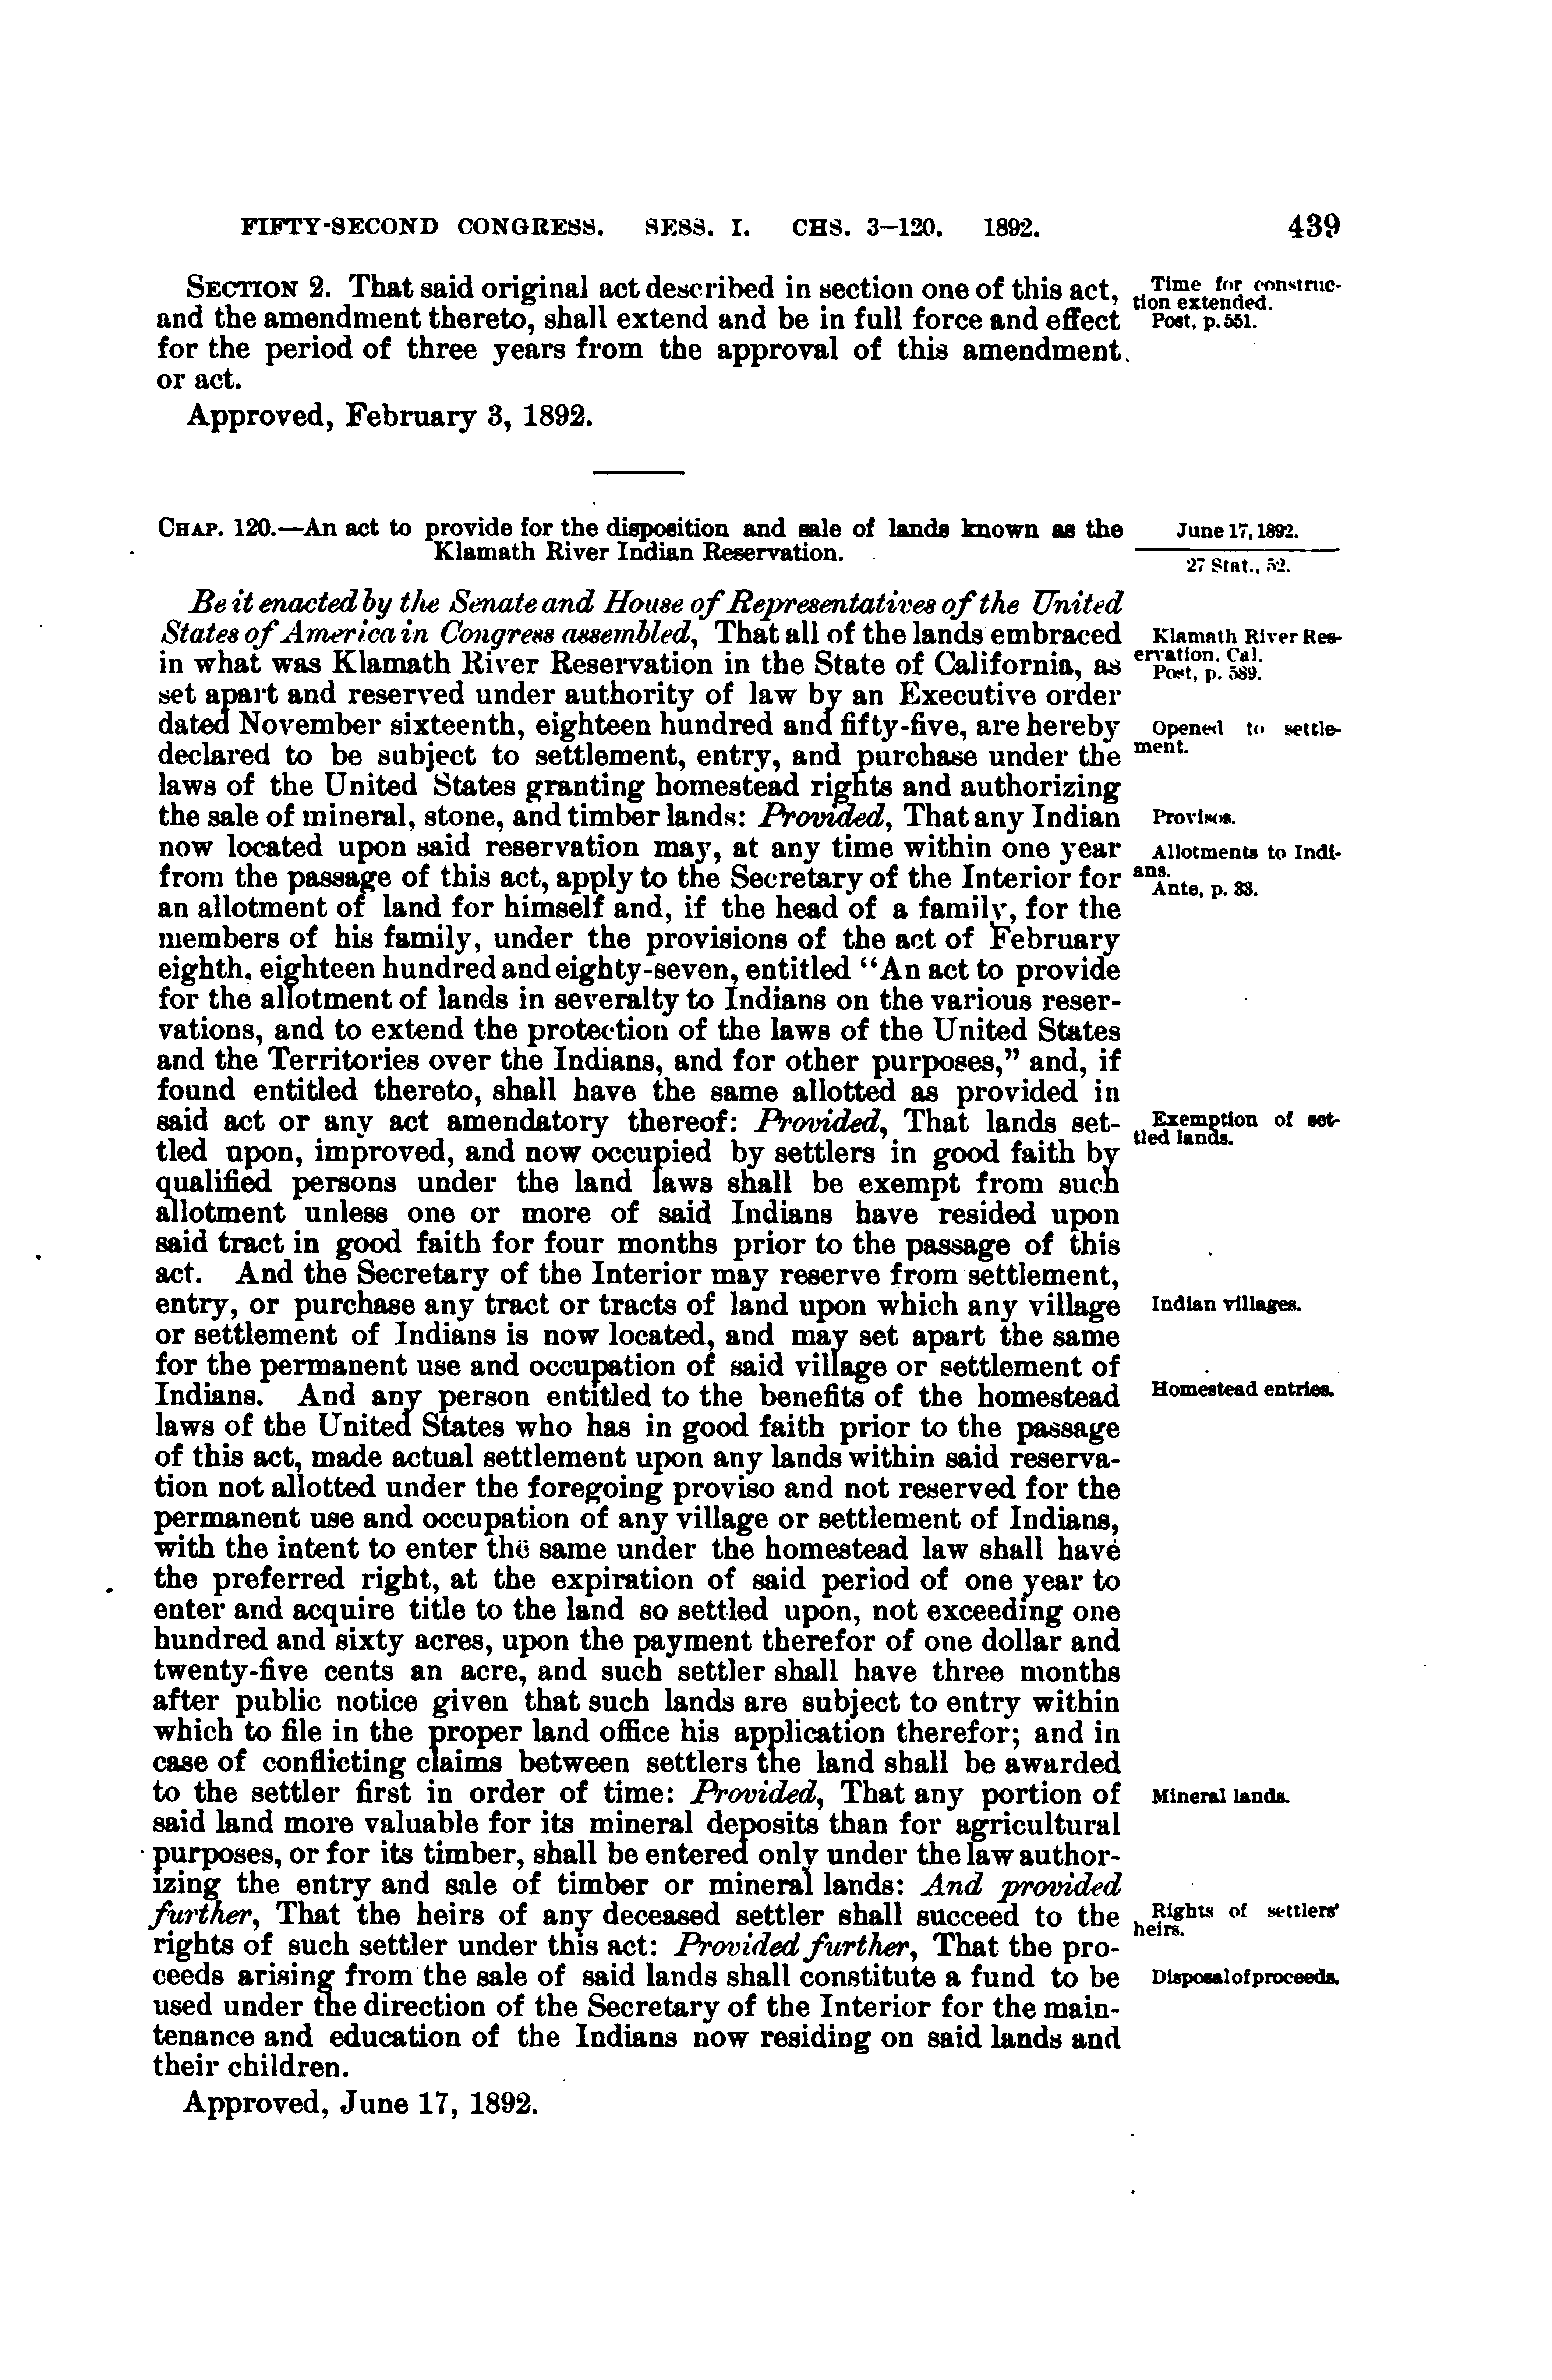 FIFTY-SECOND CONGRESS. SESS. I. CHS. 3–120. 1892. 439
SECTION 2. That said original act described in section one of this act,
and the amendment thereto, shall extend and be in full force and effect
for the period of three years from the approval of this amendment
or act.
Approved, February 3, 1892.
Time for construc-
tion extended.
Post, p. 551.
CHAP. 120.—An act to provide for the disposition and sale of lands known as the
Klamath River Indian Reservation.
June 17, 1892.
27 Stat., 52.
Be it enacted by the Senate and House of Representatives of the United
States of America in Congress assembled, That all of the lands embraced
in what was Klamath River Reservation in the State of California, as
set apart and reserved under authority of law by an Executive order
dated November sixteenth, eighteen hundred and fifty-five, are hereby
declared to be subject to settlement, entry, and purchase under the
laws of the United States granting homestead rights and authorizing
the sale of mineral, stone, and timber lands: Provided, That any Indian
now located upon said reservation may, at any time within one year
from the passage of this act, apply to the Secretary of the Interior for
an allotment of land for himself and, if the head of a family, for the
members of his family, under the provisions of the act of February
eighth, eighteen hundred and eighty-seven, entitled “An act to provide
for the allotment of lands in severalty to Indians on the various reser-
vations, and to extend the protection of the laws of the United States
and the Territories over the Indians, and for other purposes,” and, if
found entitled thereto, shall have the same allotted as provided in
said act or any act amendatory thereof: Provided, That lands set-
tled upon, improved, and now occupied by settlers in good faith by
qualified persons under the land laws shall be exempt from such
allotment unless one or more of said Indians have resided upon
said tract in good faith for four months prior to the passage of this
act. And the Secretary of the Interior may reserve from settlement,
entry, or purchase any tract or tracts of land upon which any village
or settlement of Indians is now located, and may set apart the same
for the permanent use and occupation of said village or settlement of
Indians. And any person entitled to the benefits of the homestead
laws of the United States who has in good faith prior to the passage
of this act, made actual settlement upon any lands within said reserva-
tion not allotted under the foregoing proviso and not reserved for the
permanent use and occupation of any village or settlement of Indians,
with the intent to enter the same under the homestead law shall have
the preferred right, at the expiration of said period of one year to
enter and acquire title to the land so settled upon, not exceeding one
hundred and sixty acres, upon the payment therefor of one dollar and
twenty-five cents an acre, and such settler shall have three months
after public notice given that such lands are subject to entry within
which to file in the proper land office his application therefor; and in
case of conflicting claims between settlers the land shall be awarded
to the settler first in order of time: Provided, That any portion of
said land more valuable for its mineral deposits than for agricultural
purposes, or for its timber, shall be entered only under the law author-
izing the entry and sale of timber or mineral lands: And provided
further, That the heirs of any deceased settler shall succeed to the
rights of such settler under this act: Provided further, That the pro-
ceeds arising from the sale of said lands shall constitute a fund to be
used under the direction of the Secretary of the Interior for the main-
tenance and education of the Indians now residing on said lands and
their children.
Approved, June 17, 1892.
Klamath River Res-
ervation, Cal.
Post, p. 589.
Opened to settle-
ment.
Provisos.
Allotments to Indi-
ans.
Ante, p. 33.
Exemption of set-
tled lands.
Indian villages.
Homestead entries.
Mineral lands.
Rights of settlers'
heirs.
Disposal of proceeds.